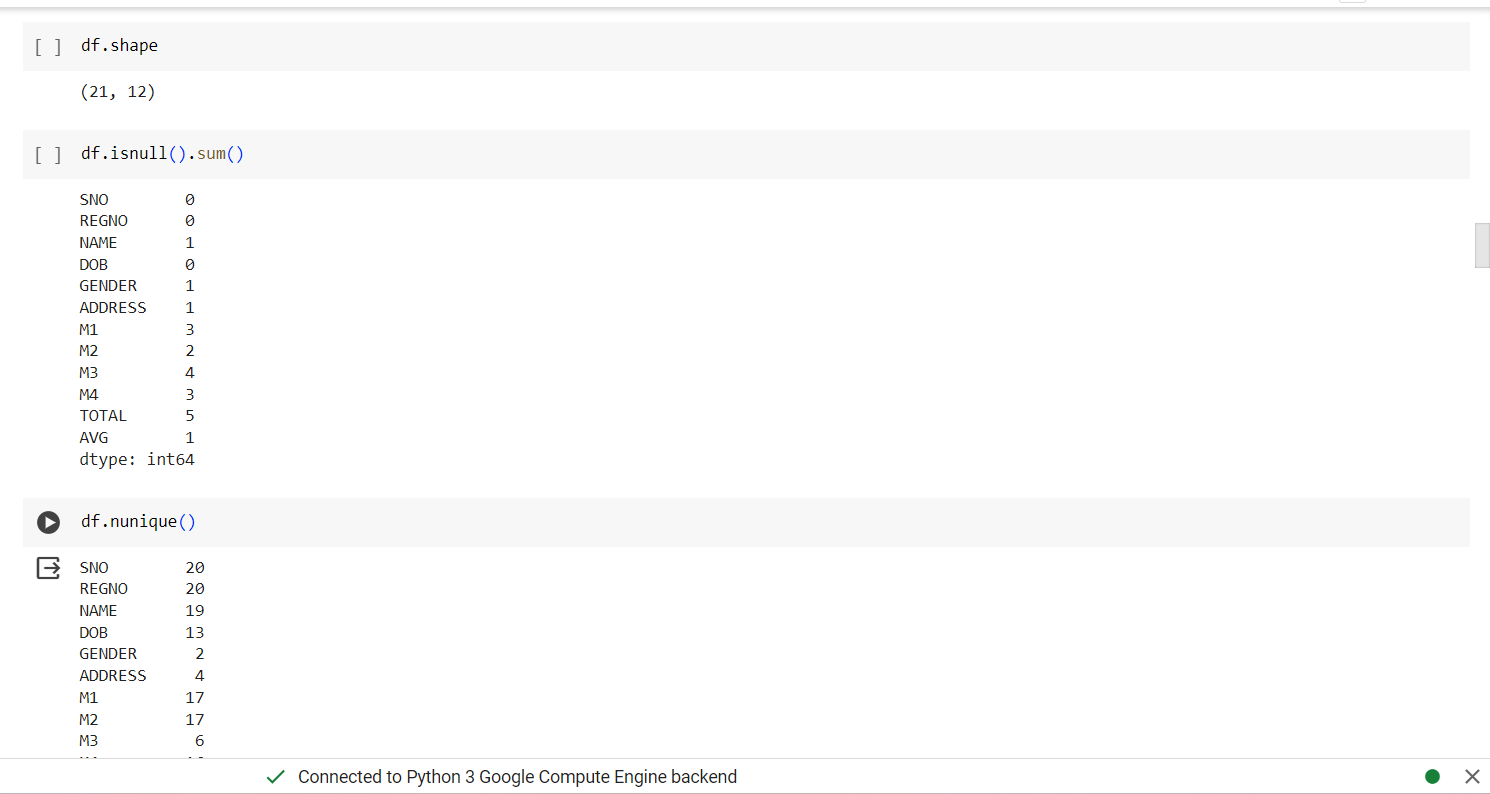 [ ] df.shape
(21, 12)
[ ] df.isnull().sum()
SNO 0
REGNO 0
NAME 1
DOB 0
GENDER 1
ADDRESS 1
M1 3
M2 2
M3 4
M4 3
TOTAL 5
AVG 1
dtype: int64
df.nunique()
SNO 20
REGNO 20
NAME 19
DOB 13
GENDER 2
ADDRESS 4
M1 17
M2 17
M3 6
Connected to Python 3 Google Compute Engine backend